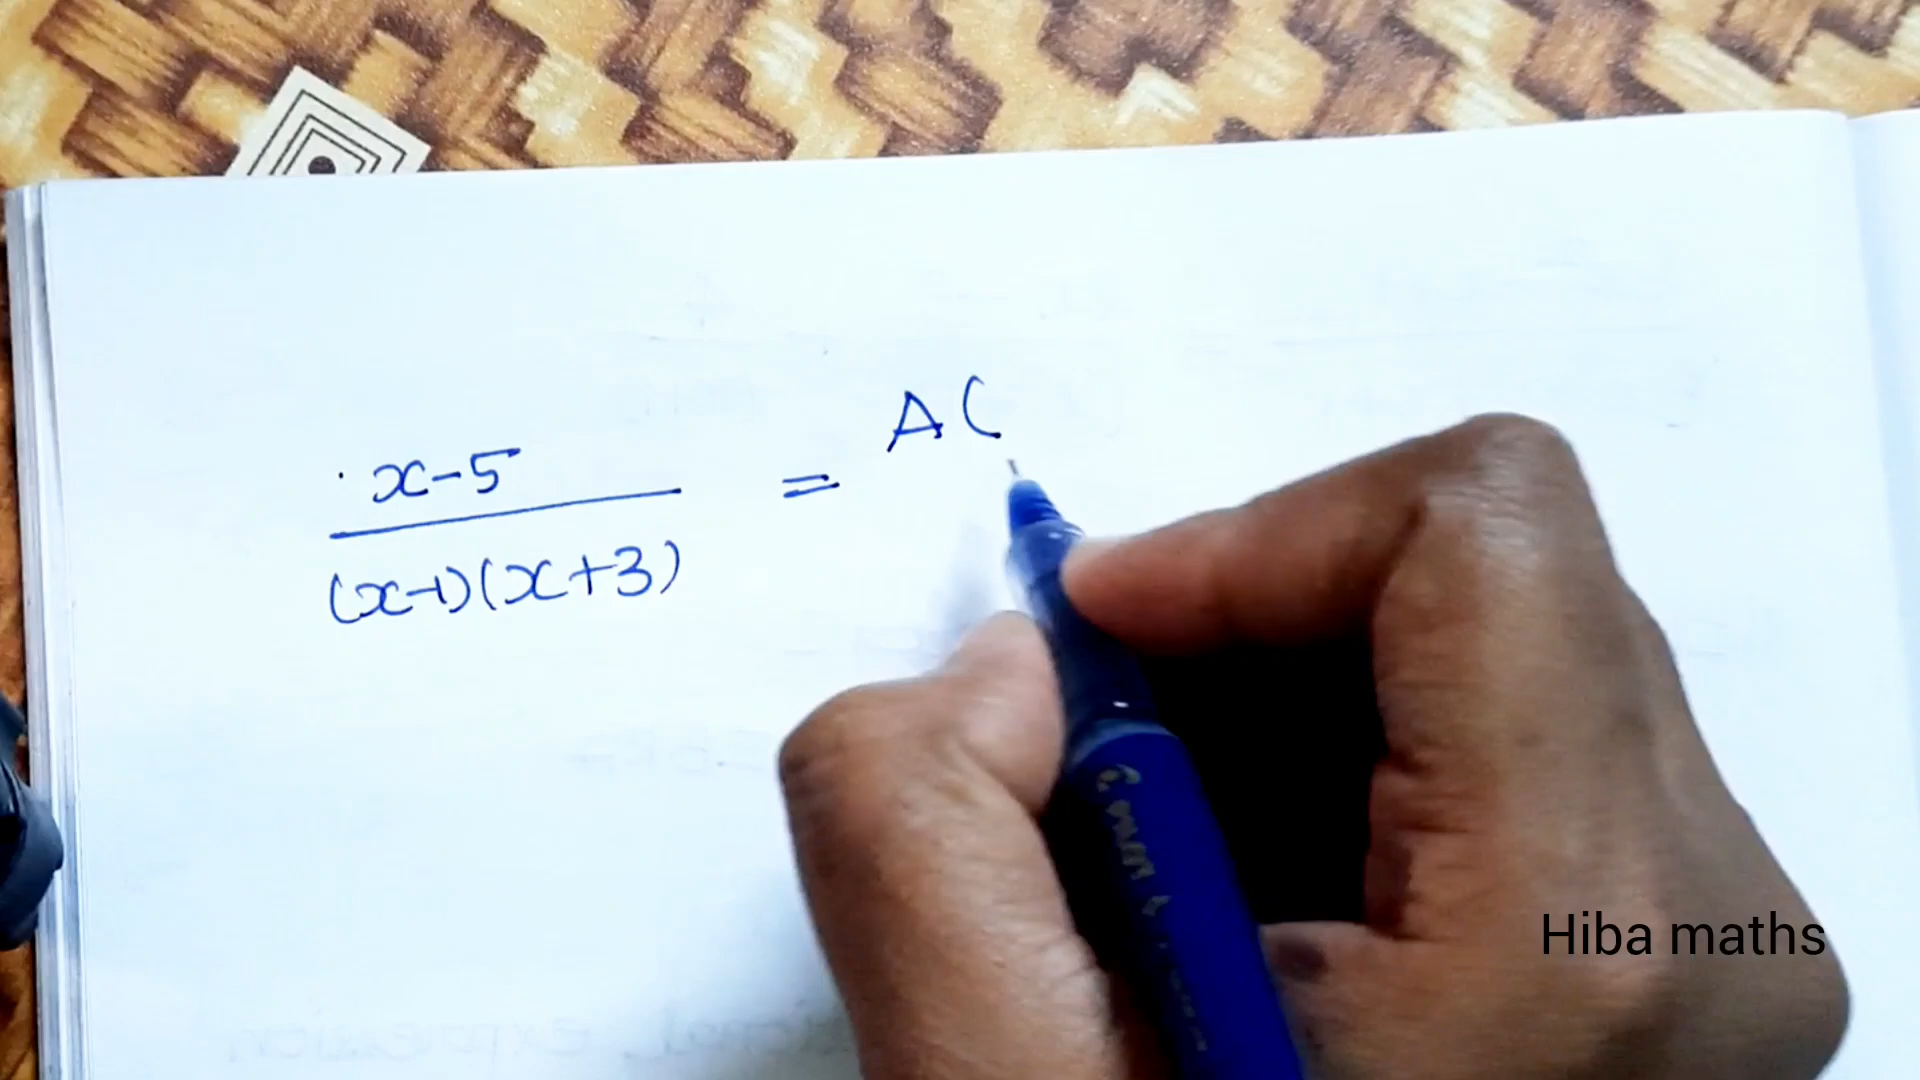 x-5 = A(
(x-1)(x+3)
Hiba maths